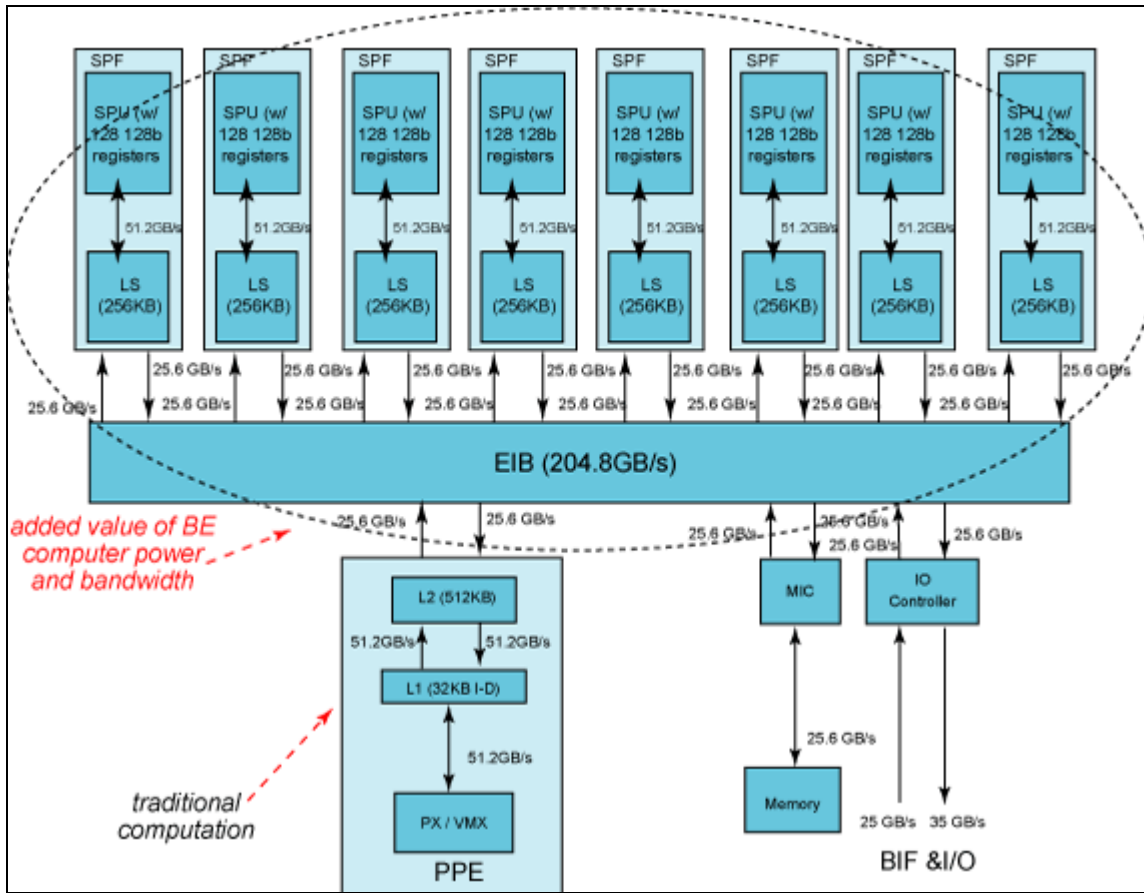 SPF SPF SPF SPF SPF SPF SPF SPF
SPU (w/ SPU (w/ SPU (w/ SPU (w/ SPU (w/ SPU (w/ SPU (w/ SPU (w/
128 128b 128 128b 128 128b 128 128b 128 128b 128 128b 128 128b 128 128b
registers registers registers registers registers registers registers registers
51.2GB/s 51.2GB/s 51.2GB/s 51.2GB/s 51.2GB/s 51.2GB/s 51.2GB/s 51.2GB/s
LS LS LS LS LS LS LS LS
(256KB) (256KB) (256KB) (256KB) (256KB) (256KB) (256KB) (256KB)
25.6 GB/s 25.6 GB/s 25.6 GB/s 25.6 GB/s 25.6 GB/s 25.6 GB/s 25.6 GB/s 25.6 GB/s
25.6 GB/s 25.6 GB/s 25.6 GB/s 25.6 GB/s 25.6 GB/s 25.6 GB/s 25.6 GB/s 25.6 GB/s
EIB (204.8GB/s)
added value of BE
computer power
and bandwidth
25.6 GB/s 25.6 GB/s 25.6 GB/s 25.6 GB/s 25.6 GB/s
25.6 GB/s
L2 (512KB)
51.2GB/s 51.2GB/s
L1 (32KB I-D)
51.2GB/s
PX / VMX
PPE
traditional
computation
MIC
IO
Controller
25.6 GB/s
Memory
25 GB/s 35 GB/s
BIF &I/O